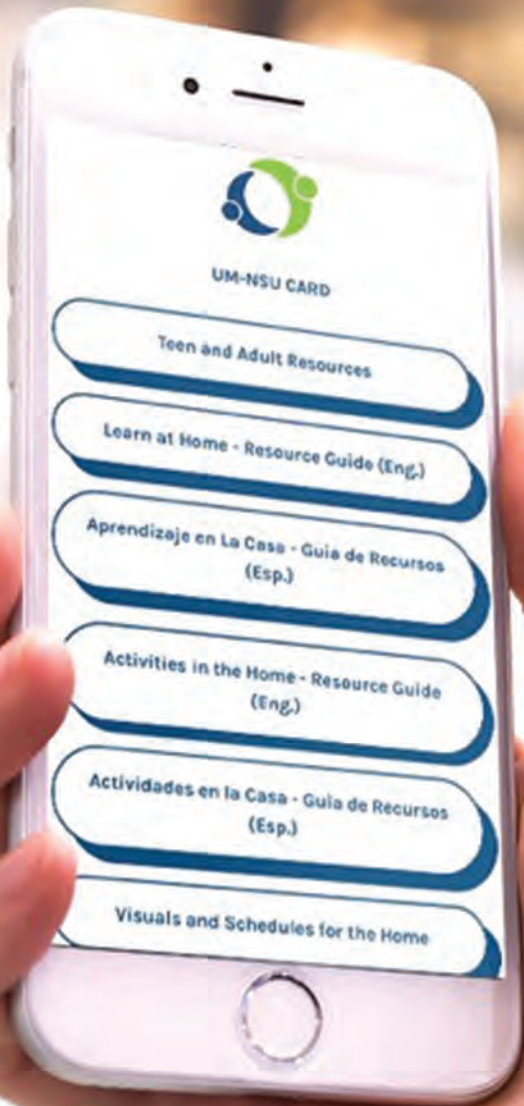 UM-NSU CARD
Teen and Adult Resources
Learn at Home - Resource Guide (Eng.)
Aprendizaje en La Casa - Guia de Recursos
(Esp.)
Activities in the Home - Resource Guide
(Eng.)
Actividades en la Casa - Guia de Recursos
(Esp.)
Visuals and Schedules for the Home